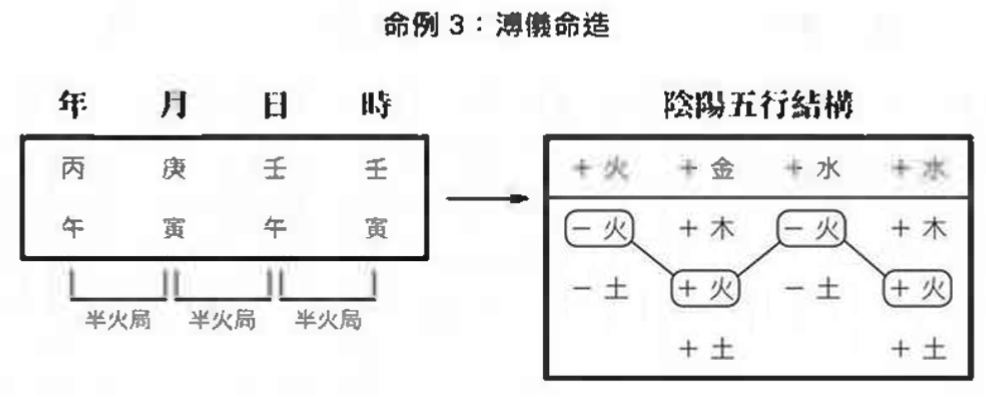 命例 3：溥儀命造
年 月 日 時
丙 庚 壬 壬
午 寅 午 寅
半火局 半火局 半火局
陰陽五行結構
＋火 ＋金 ＋水 ＋水
－火 ＋木 －火 ＋木
－土 ＋火 －土 ＋火
＋土 ＋土